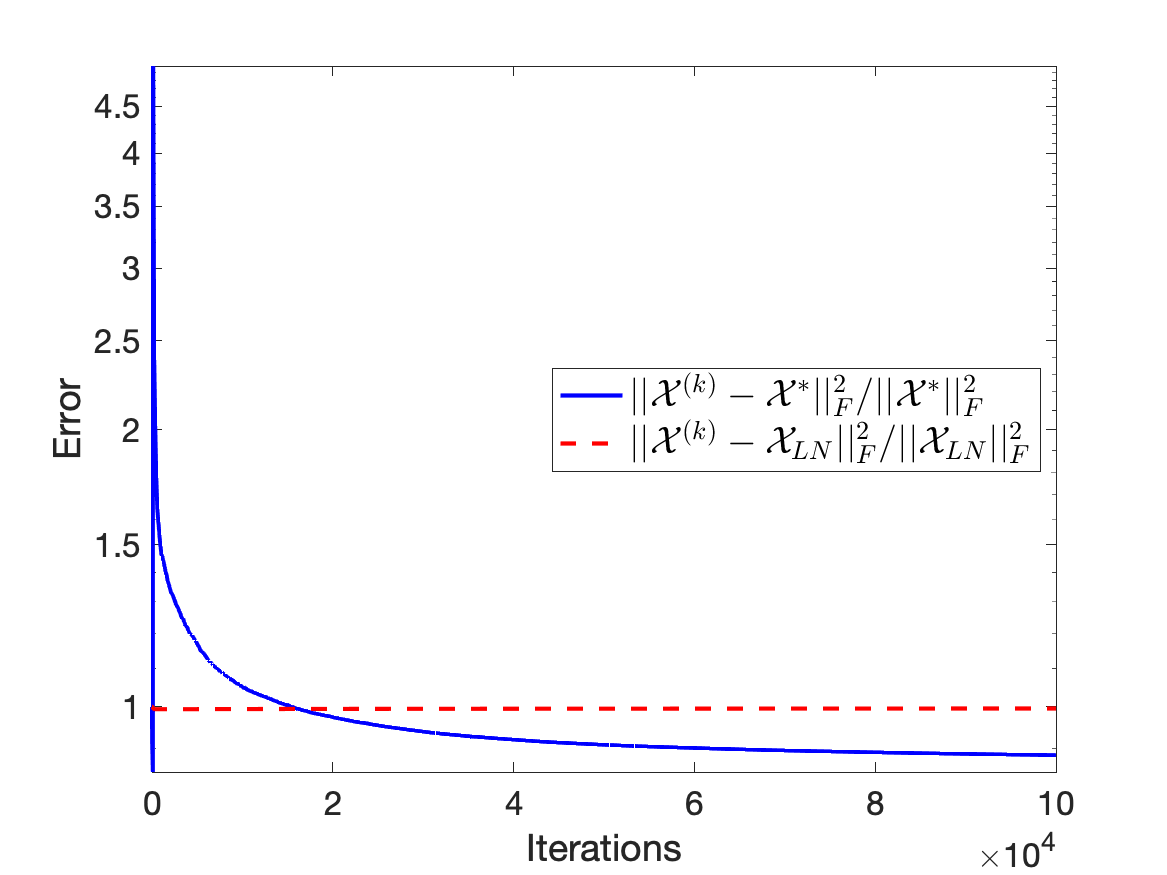 4.5
4
3.5
3
2.5
2
1.5
1
Error
||𝒳^{(k)} − 𝒳^*||_F^2/||𝒳^*||_F^2
||𝒳^{(k)} − 𝒳_{LN}||_F^2/||𝒳_{LN}||_F^2
0 2 4 6 8 10
Iterations
×10^4